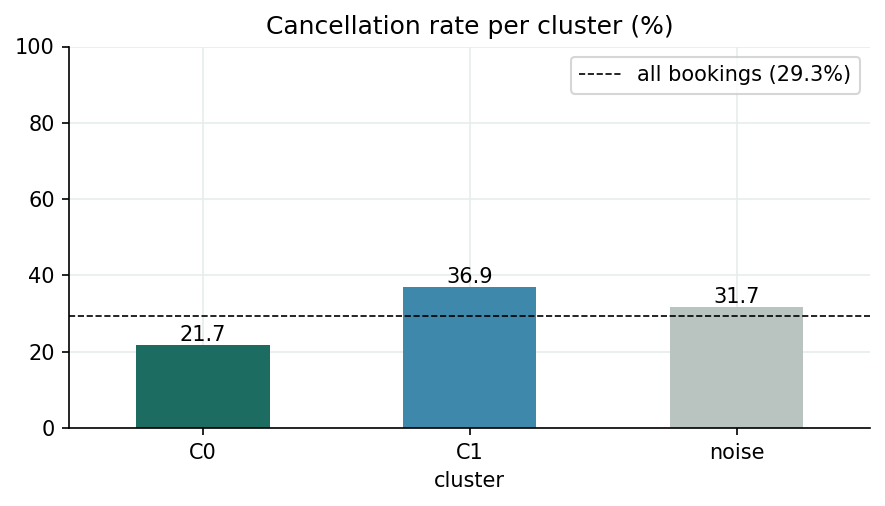 Cancellation rate per cluster (%)
all bookings (29.3%)
100
80
60
40
20
0
21.7
36.9
31.7
C0
C1
noise
cluster